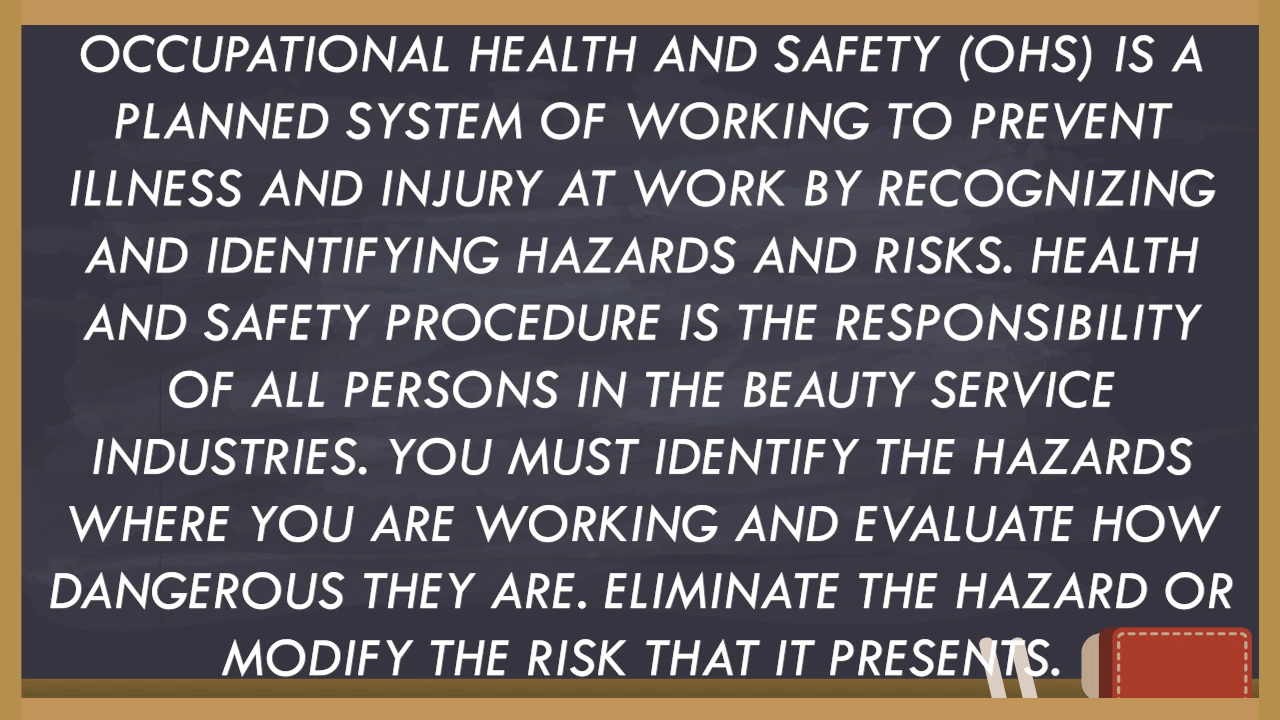 OCCUPATIONAL HEALTH AND SAFETY (OHS) IS A
PLANNED SYSTEM OF WORKING TO PREVENT
ILLNESS AND INJURY AT WORK BY RECOGNIZING
AND IDENTIFYING HAZARDS AND RISKS. HEALTH
AND SAFETY PROCEDURE IS THE RESPONSIBILITY
OF ALL PERSONS IN THE BEAUTY SERVICE
INDUSTRIES. YOU MUST IDENTIFY THE HAZARDS
WHERE YOU ARE WORKING AND EVALUATE HOW
DANGEROUS THEY ARE. ELIMINATE THE HAZARD OR
MODIFY THE RISK THAT IT PRESENTS.